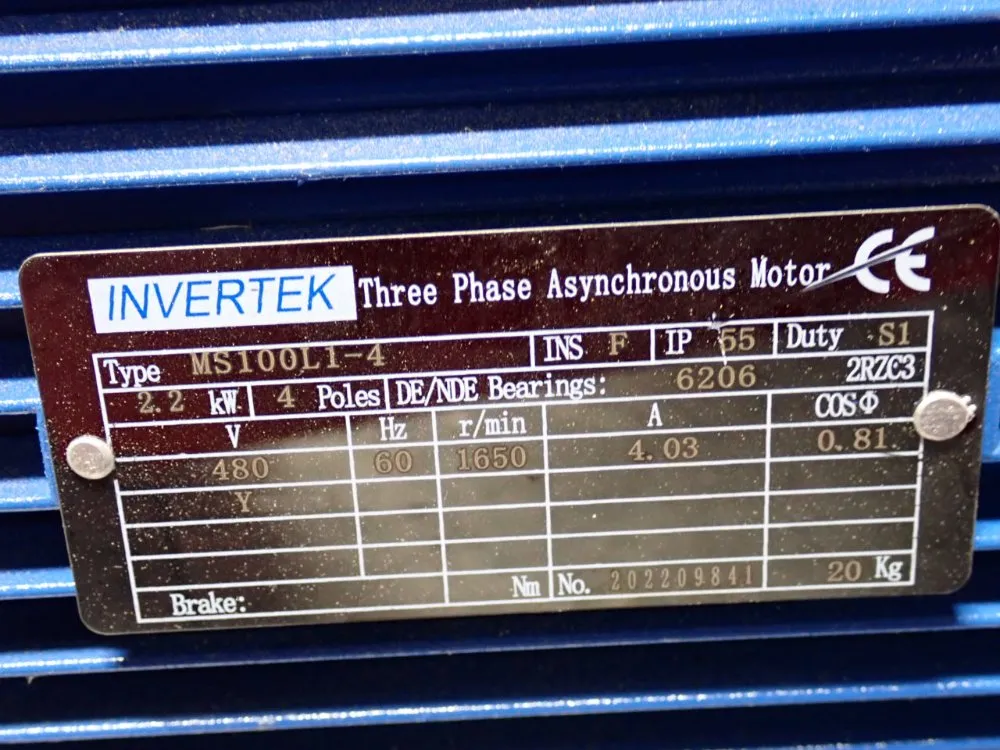 INVERTEK Three Phase Asynchronous Motor CE
Type MS100L1-4 INS F IP 55 Duty S1
2.2 kW 4 Poles DE/NDE Bearings: 6206 2RZC3
V Hz r/min A COSΦ
480 60 1650 4.03 0.81
Y
Brake: Nm No. 202209841 20 Kg